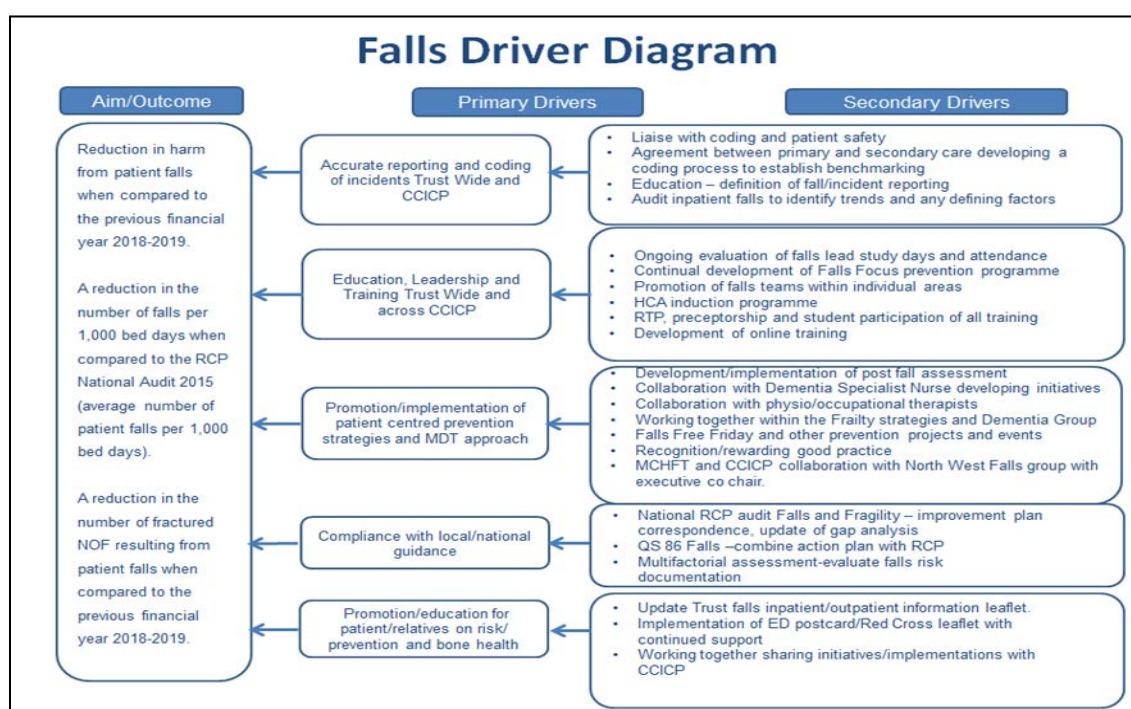 Falls Driver Diagram
Aim/Outcome
Primary Drivers
Secondary Drivers
Reduction in harm
from patient falls
when compared to
the previous financial
year 2018-2019.
A reduction in the
number of falls per
1,000 bed days when
compared to the RCP
National Audit 2015
(average number of
patient falls per 1,000
bed days).
A reduction in the
number of fractured
NOF resulting from
patient falls when
compared to the
previous financial
year 2018-2019.
Accurate reporting and coding
of incidents Trust Wide and
CCICP
• Liaise with coding and patient safety
• Agreement between primary and secondary care developing a
coding process to establish benchmarking
• Education – definition of fall/incident reporting
• Audit inpatient falls to identify trends and any defining factors
Education, Leadership and
Training Trust Wide and
across CCICP
• Ongoing evaluation of falls lead study days and attendance
• Continual development of Falls Focus prevention programme
• Promotion of falls teams within individual areas
• HCA induction programme
• RTP, preceptorship and student participation of all training
• Development of online training
Promotion/implementation of
patient centred prevention
strategies and MDT approach
• Development/implementation of post fall assessment
• Collaboration with Dementia Specialist Nurse developing initiatives
• Collaboration with physio/occupational therapists
• Working together within the Frailty strategies and Dementia Group
• Falls Free Friday and other prevention projects and events
• Recognition/rewarding good practice
• MCHFT and CCICP collaboration with North West Falls group with
executive co chair.
Compliance with local/national
guidance
• National RCP audit Falls and Fragility – improvement plan
correspondence, update of gap analysis
• QS 86 Falls –combine action plan with RCP
• Multifactorial assessment-evaluate falls risk
documentation
Promotion/education for
patient/relatives on risk/
prevention and bone health
• Update Trust falls inpatient/outpatient information leaflet.
• Implementation of ED postcard/Red Cross leaflet with
continued support
• Working together sharing initiatives/implementations with
CCICP